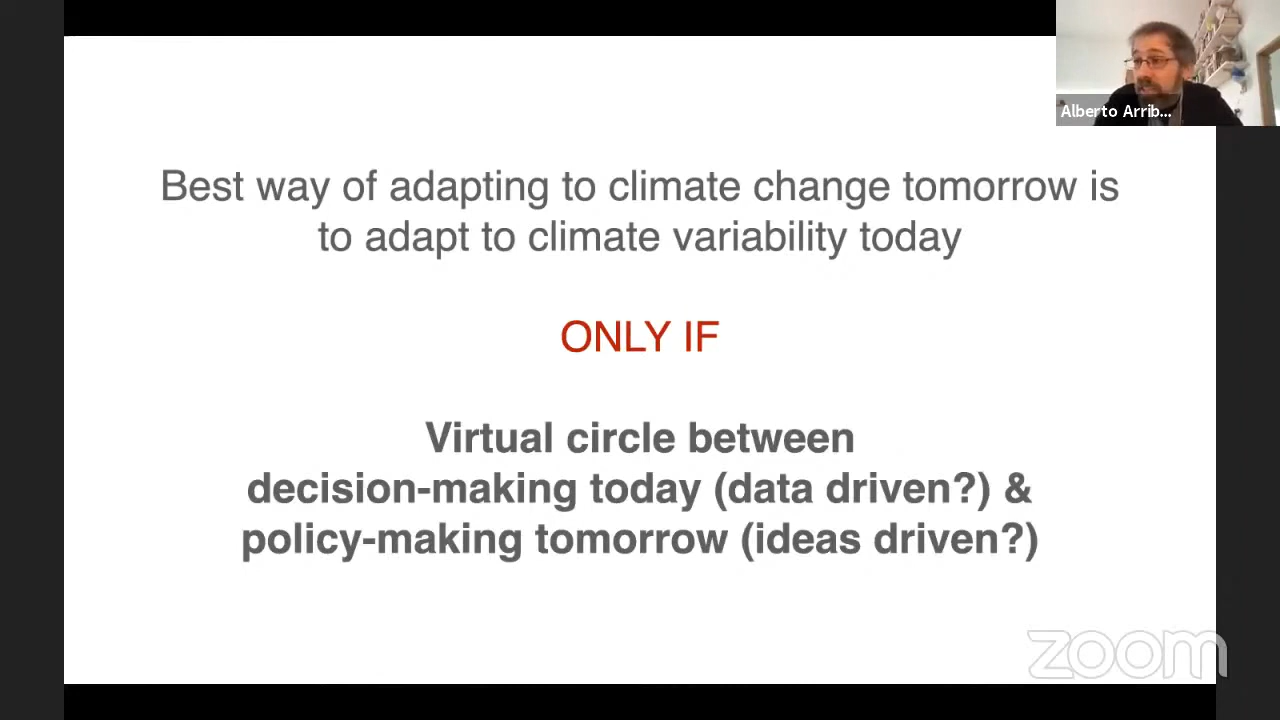 Alberto Arrib...
Best way of adapting to climate change tomorrow is
to adapt to climate variability today
ONLY IF
Virtual circle between
decision-making today (data driven?) &
policy-making tomorrow (ideas driven?)
zoom